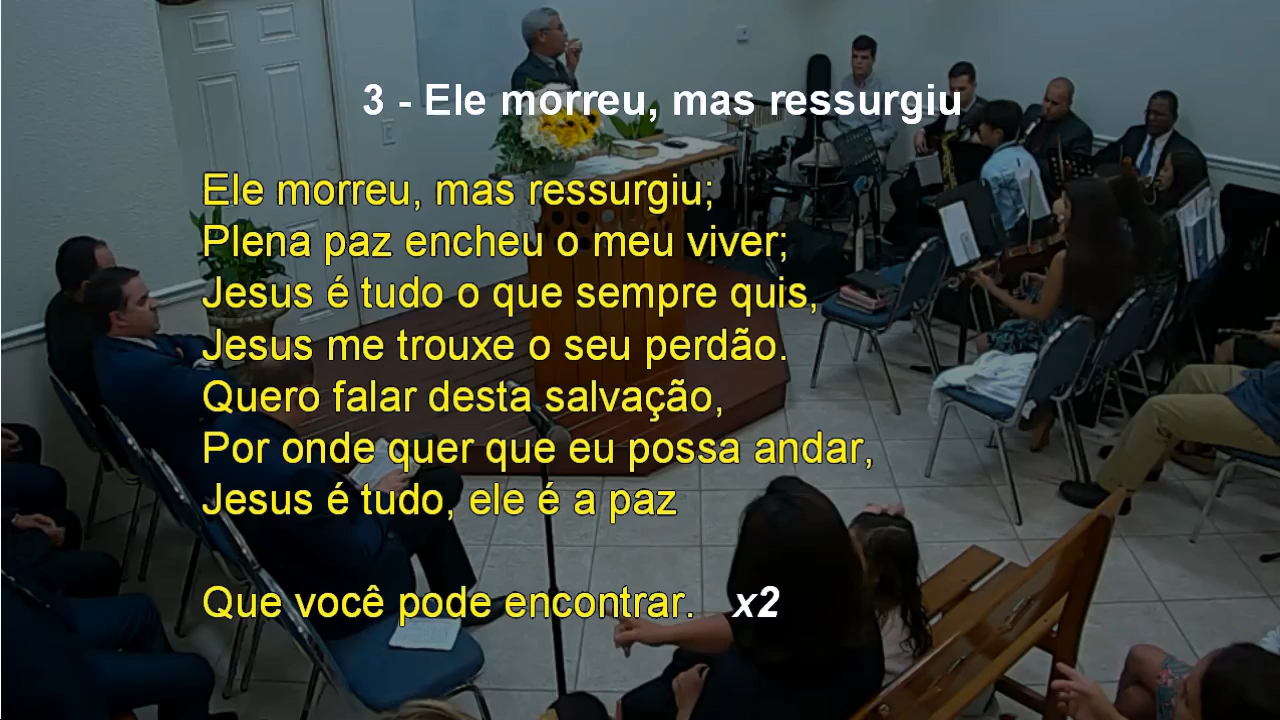 3 - Ele morreu, mas ressurgiu
Ele morreu, mas ressurgiu;
Plena paz encheu o meu viver;
Jesus é tudo o que sempre quis,
Jesus me trouxe o seu perdão.
Quero falar desta salvação,
Por onde quer que eu possa andar,
Jesus é tudo, ele é a paz
Que você pode encontrar. x2